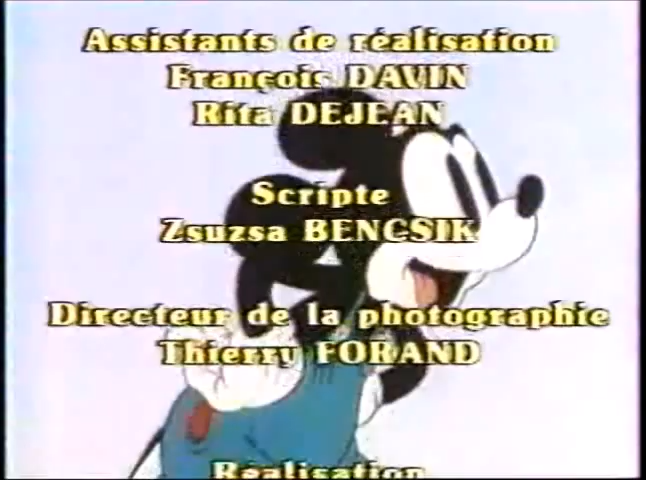 Assistants de réalisation
François DAVIN
Rita DEJEAN
Scripte
Zsuzsa BENCSIK
Directeur de la photographie
Thierry FORAND
Réalisation